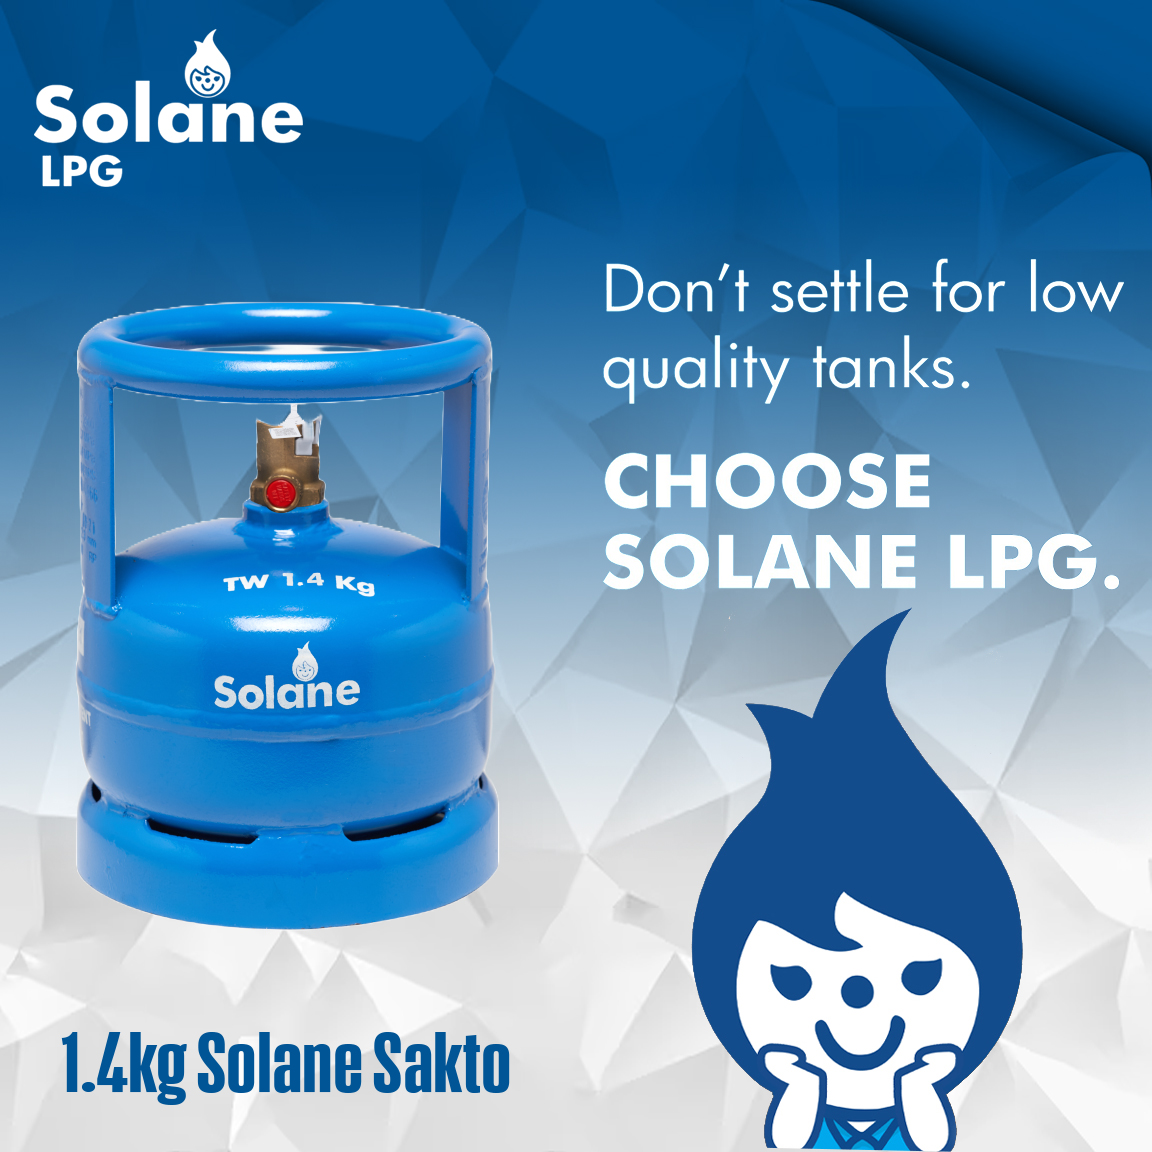 Solane
LPG
Don't settle for low
quality tanks.
CHOOSE
SOLANE LPG.
TW 1.4 Kg
Solane
1.4kg Solane Sakto